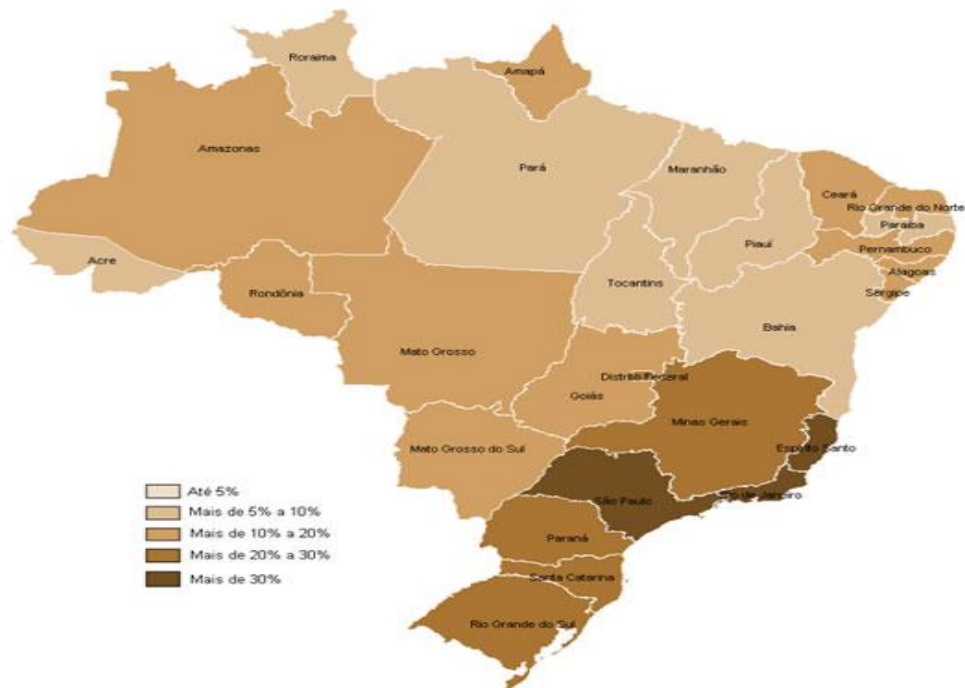 Roraima
Amapá
Amazonas
Pará
Maranhão
Ceará
Rio Grande do Norte
Paraíba
Piauí
Pernambuco
Acre
Alagoas
Tocantins
Rondônia
Sergipe
Bahia
Mato Grosso
Distrito Federal
Goiás
Minas Gerais
Mato Grosso do Sul
Espírito Santo
São Paulo
Rio de Janeiro
Paraná
Santa Catarina
Rio Grande do Sul
Até 5%
Mais de 5% a 10%
Mais de 10% a 20%
Mais de 20% a 30%
Mais de 30%